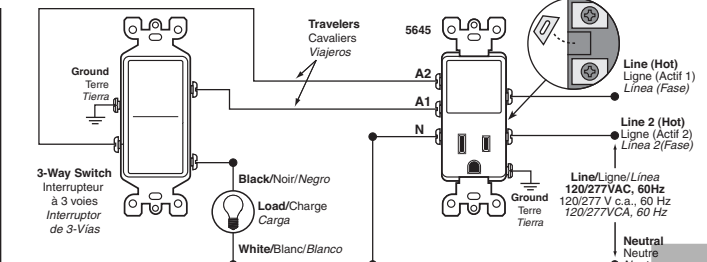 Travelers
Cavaliers
Viajeros
5645
Ground
Terre
Tierra
A2
A1
N
Line (Hot)
Ligne (Actif 1)
Línea (Fase)
Line 2 (Hot)
Ligne (Actif 2)
Línea 2(Fase)
3-Way Switch
Interrupteur
à 3 voies
Interruptor
de 3-Vías
Black/Noir/Negro
Load/Charge
Carga
White/Blanc/Blanco
Ground
Terre
Tierra
Line/Ligne/Línea
120/277VAC, 60Hz
120/277 V c.a., 60 Hz
120/277VCA, 60 Hz
Neutral
Neutre